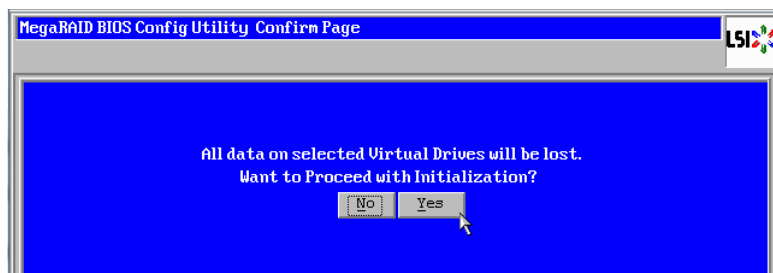 MegaRAID BIOS Config Utility Confirm Page
LSI
All data on selected Virtual Drives will be lost.
Want to Proceed with Initialization?
No Yes